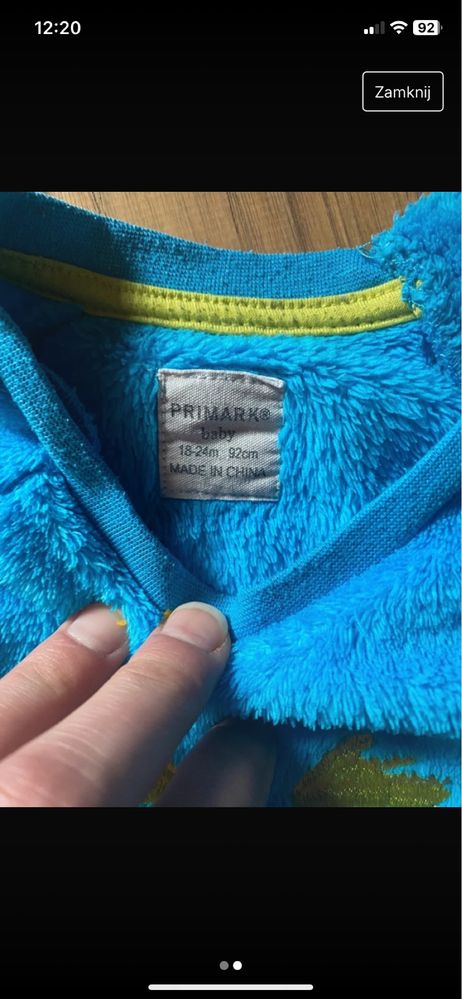 12:20
92
Zamknij
PRIMARK®
baby
18-24m 92cm
MADE IN CHINA